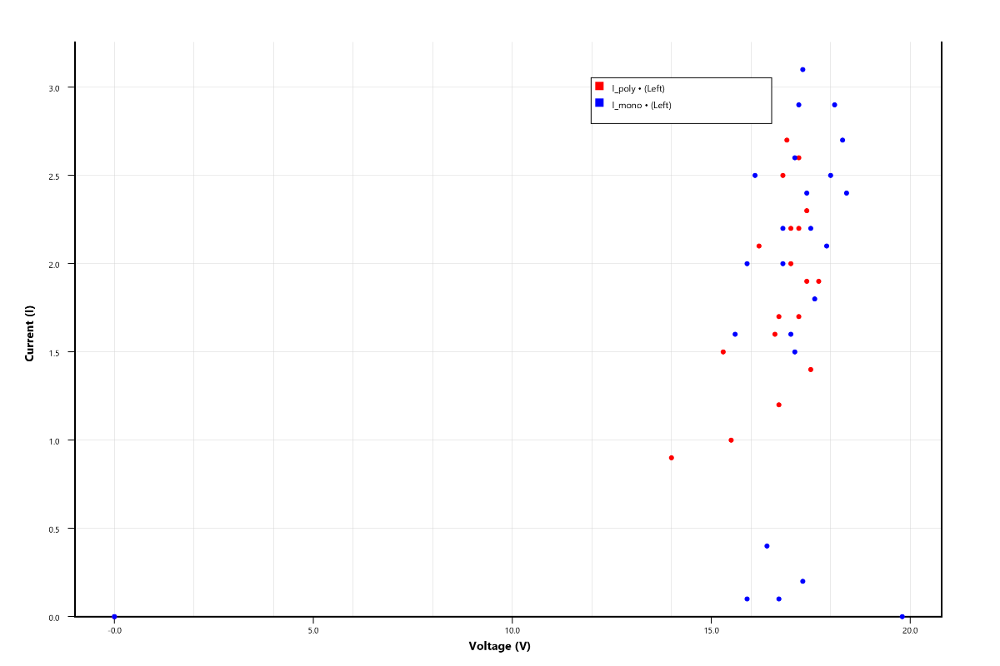 3.0
I_poly • (Left)
I_mono • (Left)
2.5
2.0
Current (I)
1.5
1.0
0.5
0.0
-0.0 5.0 10.0 15.0 20.0
Voltage (V)